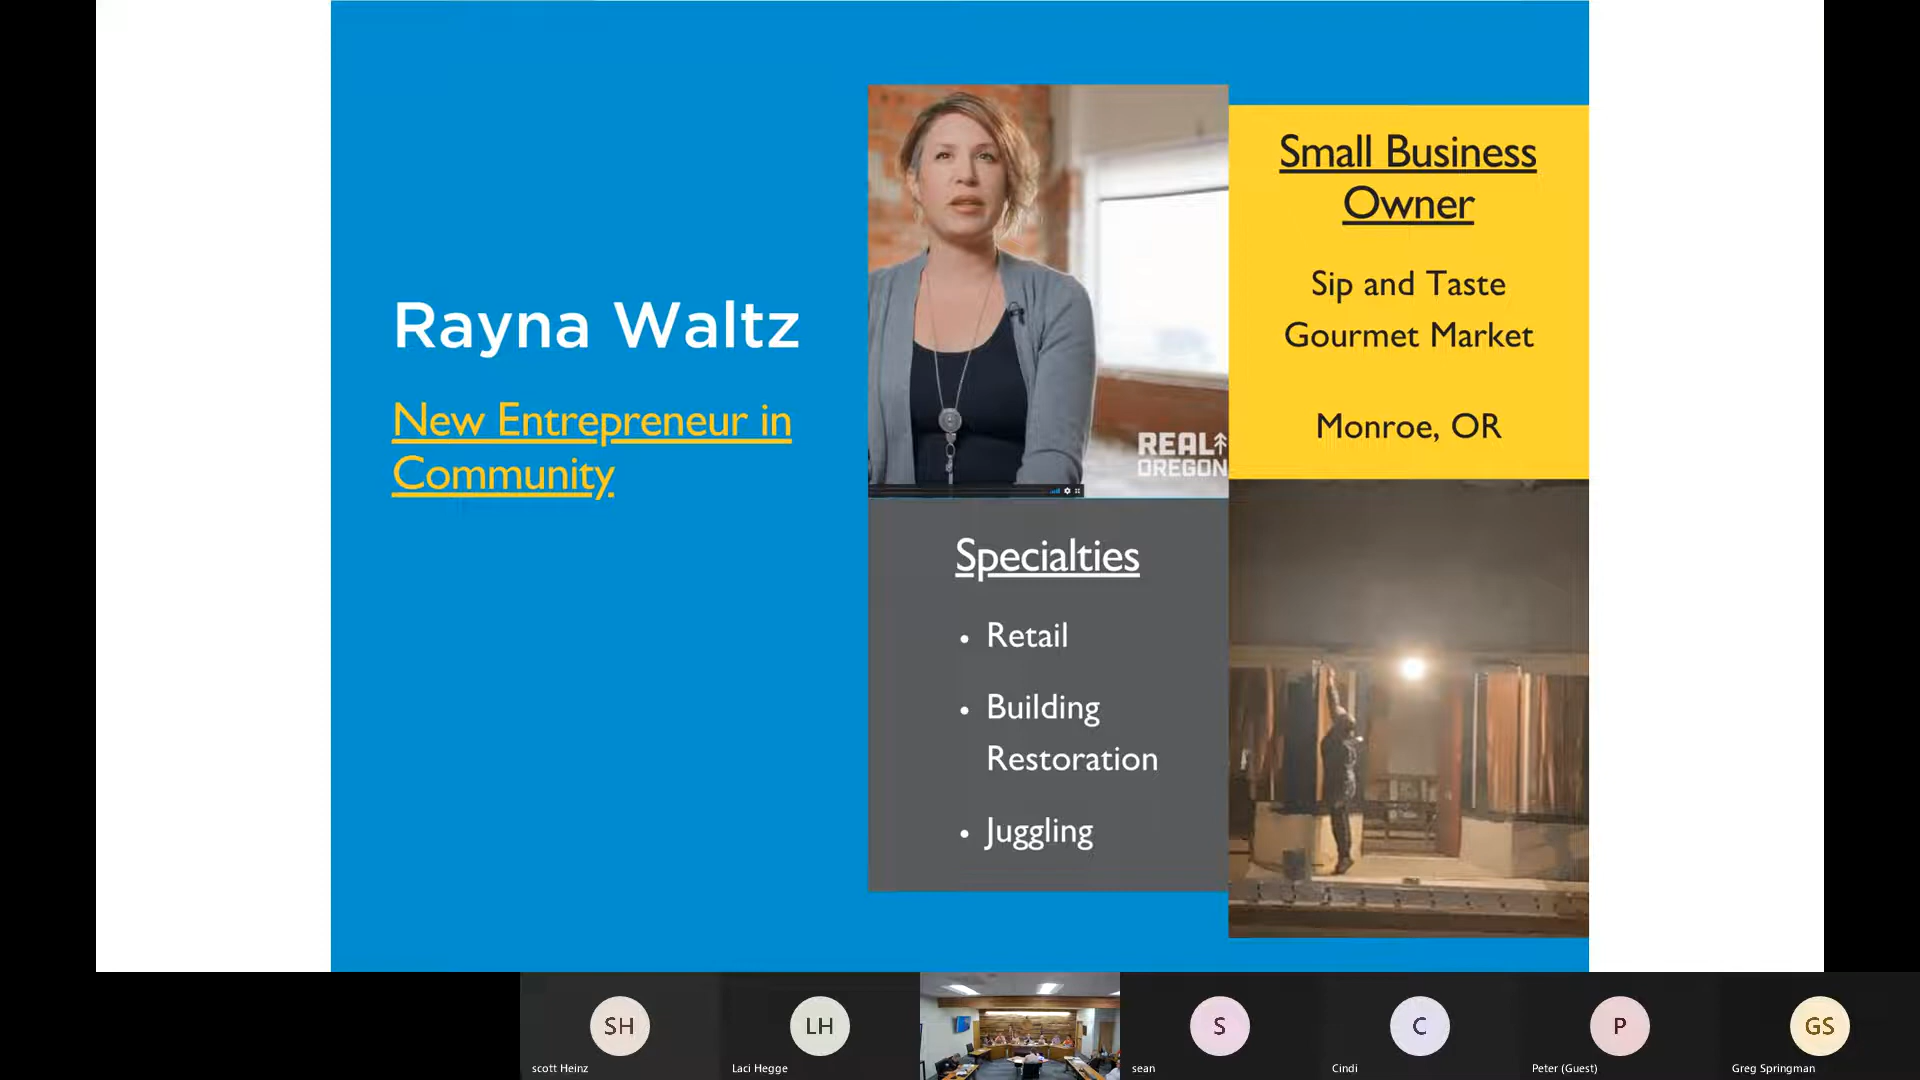 Rayna Waltz
New Entrepreneur in
Community
REAL
OREGON
Small Business
Owner
Sip and Taste
Gourmet Market
Monroe, OR
Specialties
• Retail
• Building
Restoration
• Juggling
SH
scott Heinz
LH
Laci Hegge
S
sean
C
Cindi
P
Peter (Guest)
GS
Greg Springman